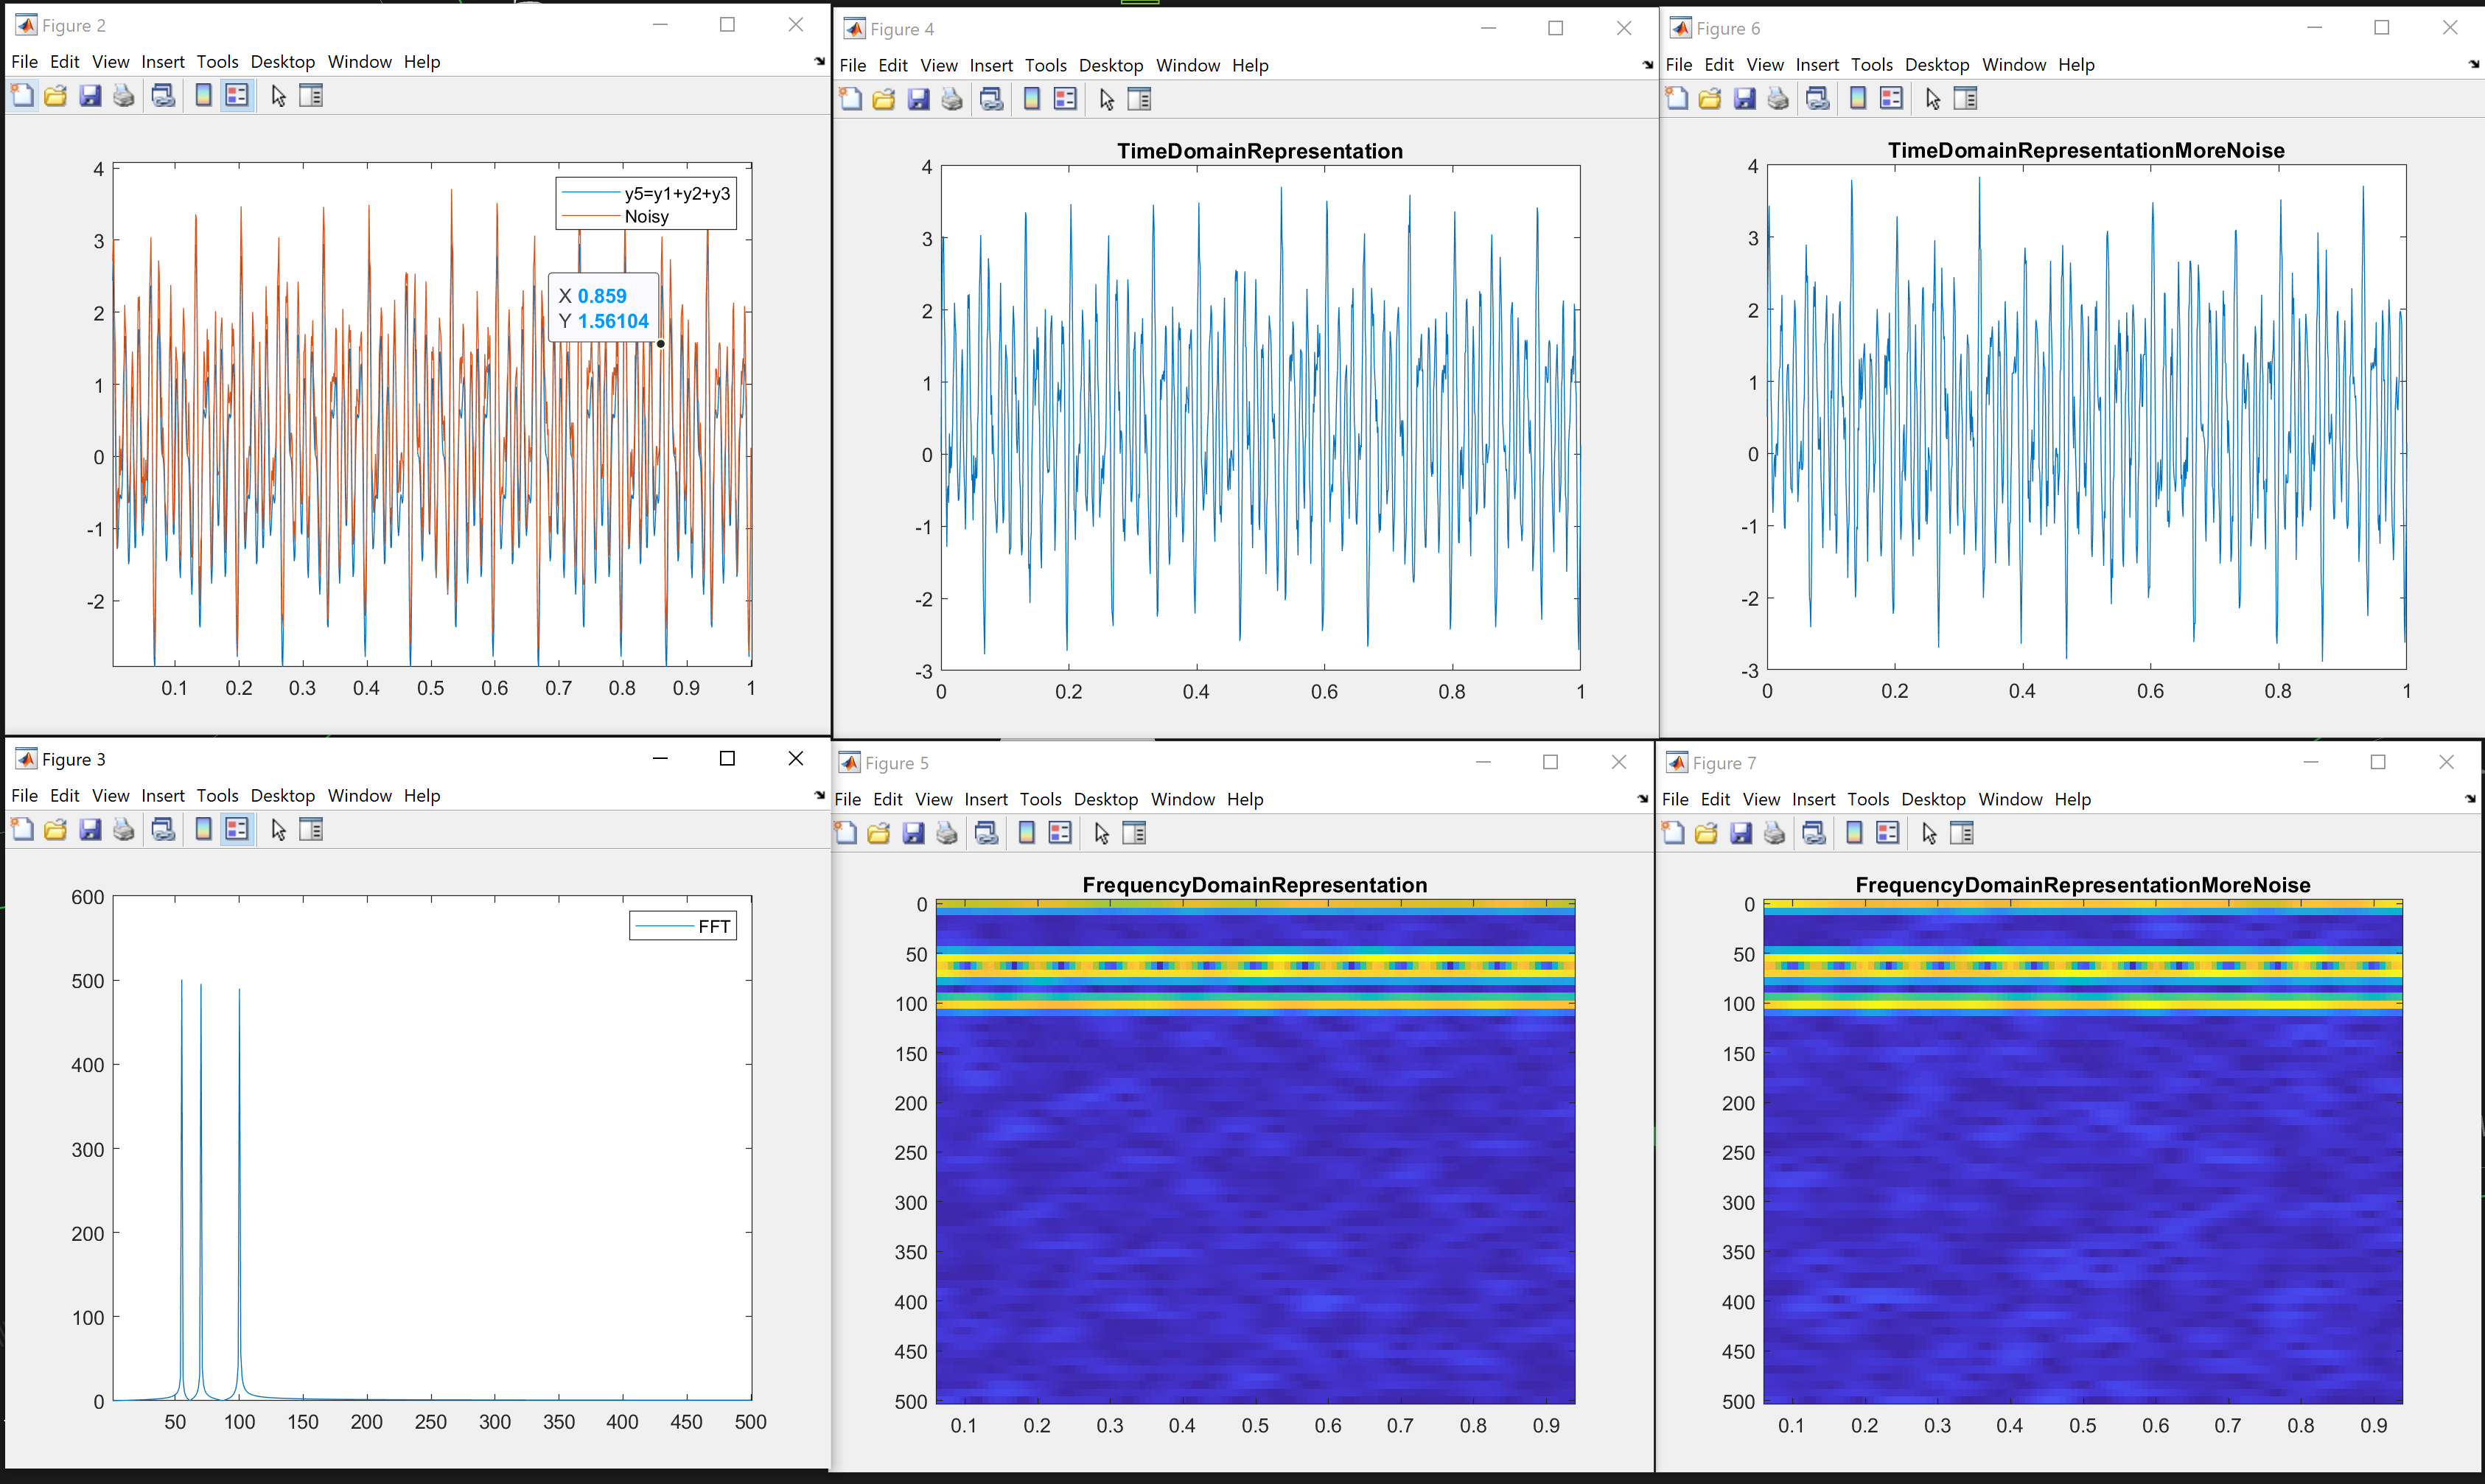 Figure 2
File Edit View Insert Tools Desktop Window Help
4
3
2
1
0
-1
-2
0.1 0.2 0.3 0.4 0.5 0.6 0.7 0.8 0.9 1
y5=y1+y2+y3
Noisy
X 0.859
Y 1.56104
Figure 4
File Edit View Insert Tools Desktop Window Help
TimeDomainRepresentation
4
3
2
1
0
-1
-2
-3
0 0.2 0.4 0.6 0.8 1
Figure 6
File Edit View Insert Tools Desktop Window Help
TimeDomainRepresentationMoreNoise
4
3
2
1
0
-1
-2
-3
0 0.2 0.4 0.6 0.8 1
Figure 3
File Edit View Insert Tools Desktop Window Help
600
500
400
300
200
100
0
50 100 150 200 250 300 350 400 450 500
FFT
Figure 5
File Edit View Insert Tools Desktop Window Help
FrequencyDomainRepresentation
0
50
100
150
200
250
300
350
400
450
500
0.1 0.2 0.3 0.4 0.5 0.6 0.7 0.8 0.9
Figure 7
File Edit View Insert Tools Desktop Window Help
FrequencyDomainRepresentationMoreNoise
0
50
100
150
200
250
300
350
400
450
500
0.1 0.2 0.3 0.4 0.5 0.6 0.7 0.8 0.9